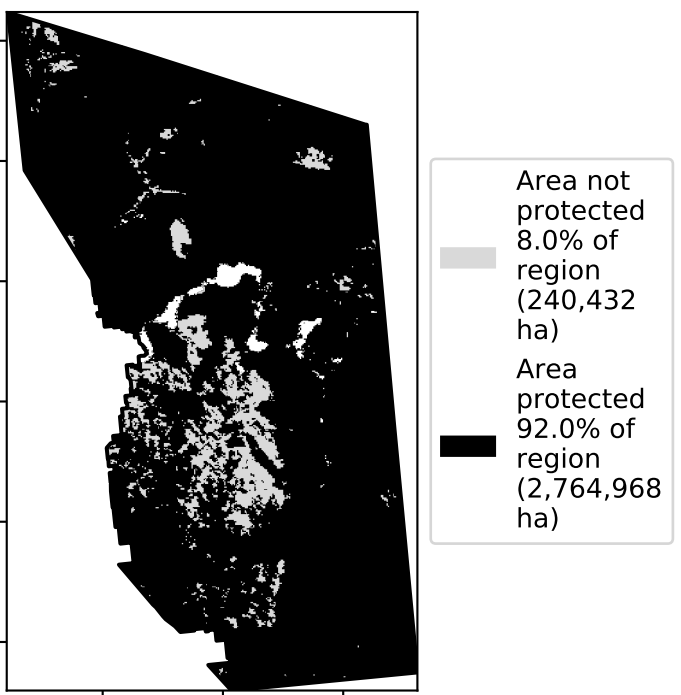 Area not
protected
8.0% of
region
(240,432
ha)
Area
protected
92.0% of
region
(2,764,968
ha)